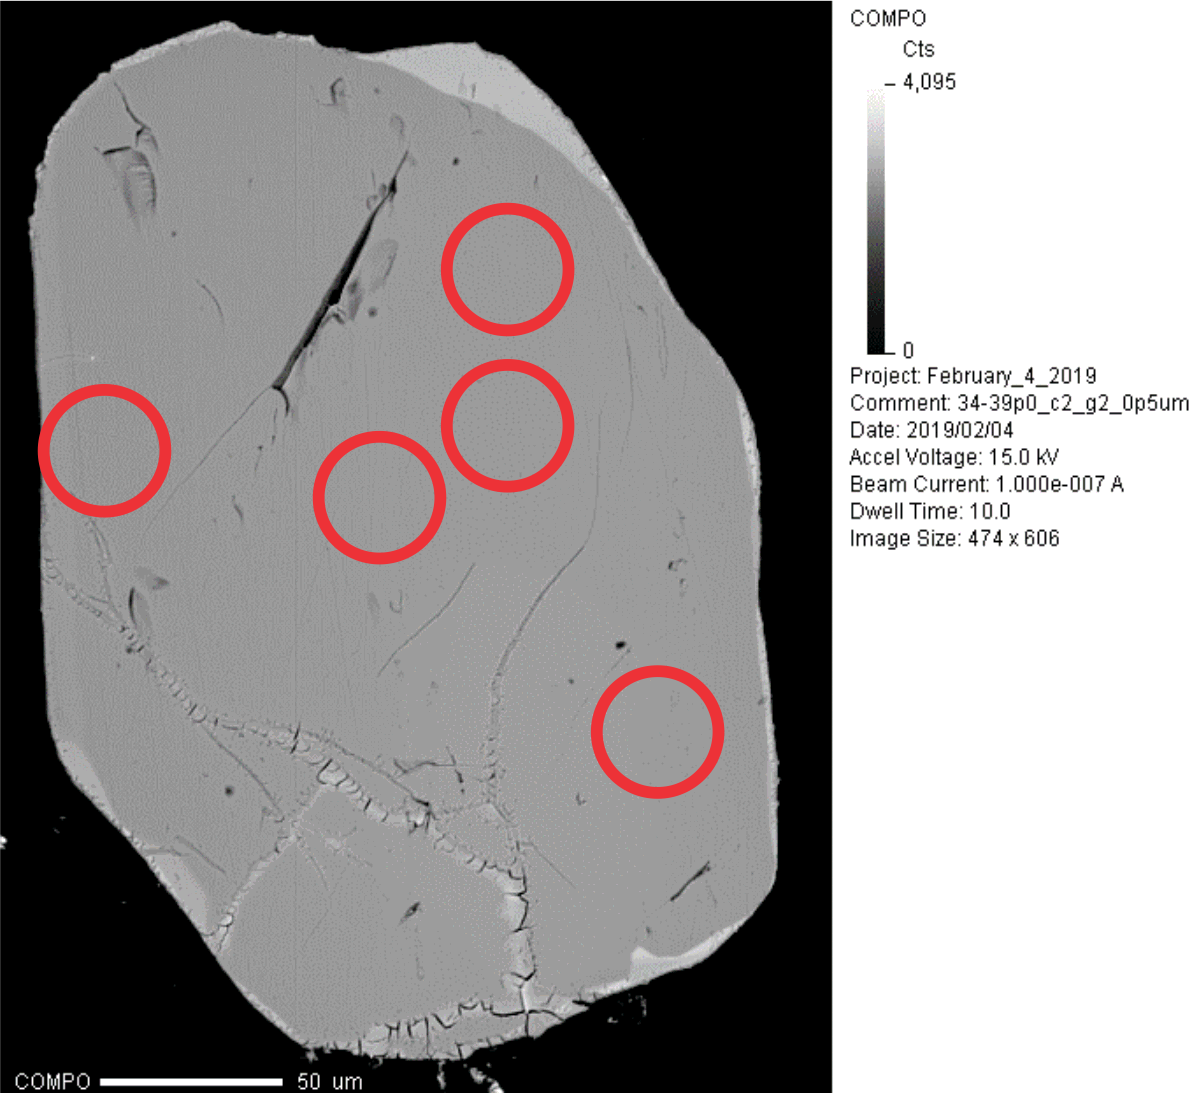 COMPO
Cts
4,095
0
Project: February_4_2019
Comment: 34-39p0_c2_g2_0p5um
Date: 2019/02/04
Accel Voltage: 15.0 kV
Beam Current: 1.000e-007 A
Dwell Time: 10.0
Image Size: 474 x 606
COMPO 50 um